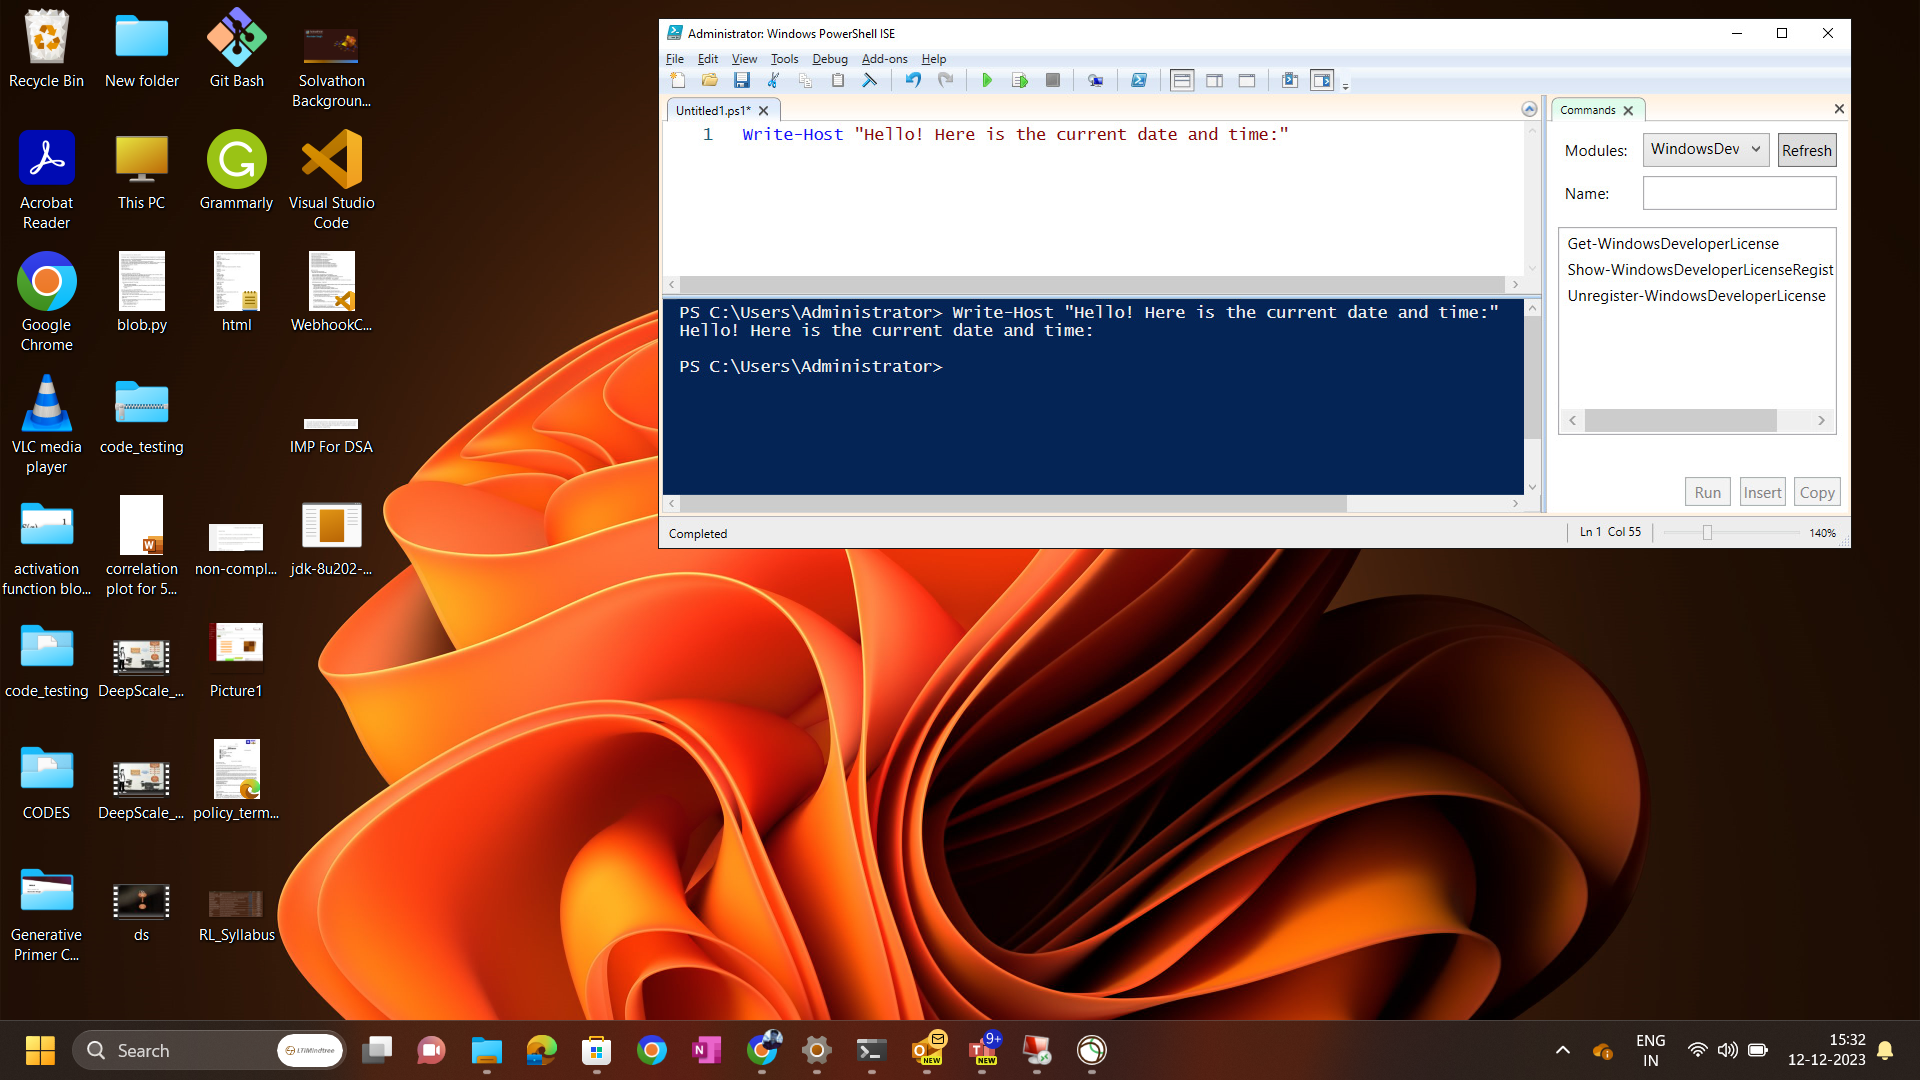 Recycle Bin
New folder
Git Bash
Solvathon
Backgroun...
Acrobat
Reader
This PC
Grammarly
Visual Studio
Code
Google
Chrome
blob.py
html
WebhookC...
VLC media
player
code_testing
IMP For DSA
activation
function blo...
correlation
plot for 5...
non-compl...
jdk-8u202-...
code_testing
DeepScale_...
Picture1
CODES
DeepScale_...
policy_term...
Generative
Primer C...
ds
RL_Syllabus
Administrator: Windows PowerShell ISE
File Edit View Tools Debug Add-ons Help
Untitled1.ps1*
1 Write-Host "Hello! Here is the current date and time:"
PS C:\Users\Administrator> Write-Host "Hello! Here is the current date and time:"
Hello! Here is the current date and time:
PS C:\Users\Administrator>
Commands
Modules: WindowsDev Refresh
Name:
Get-WindowsDeveloperLicense
Show-WindowsDeveloperLicenseRegist
Unregister-WindowsDeveloperLicense
Run Insert Copy
Completed
Ln 1 Col 55
140%
Search
LTIMindtree
NEW
9+
NEW
ENG
IN
15:32
12-12-2023